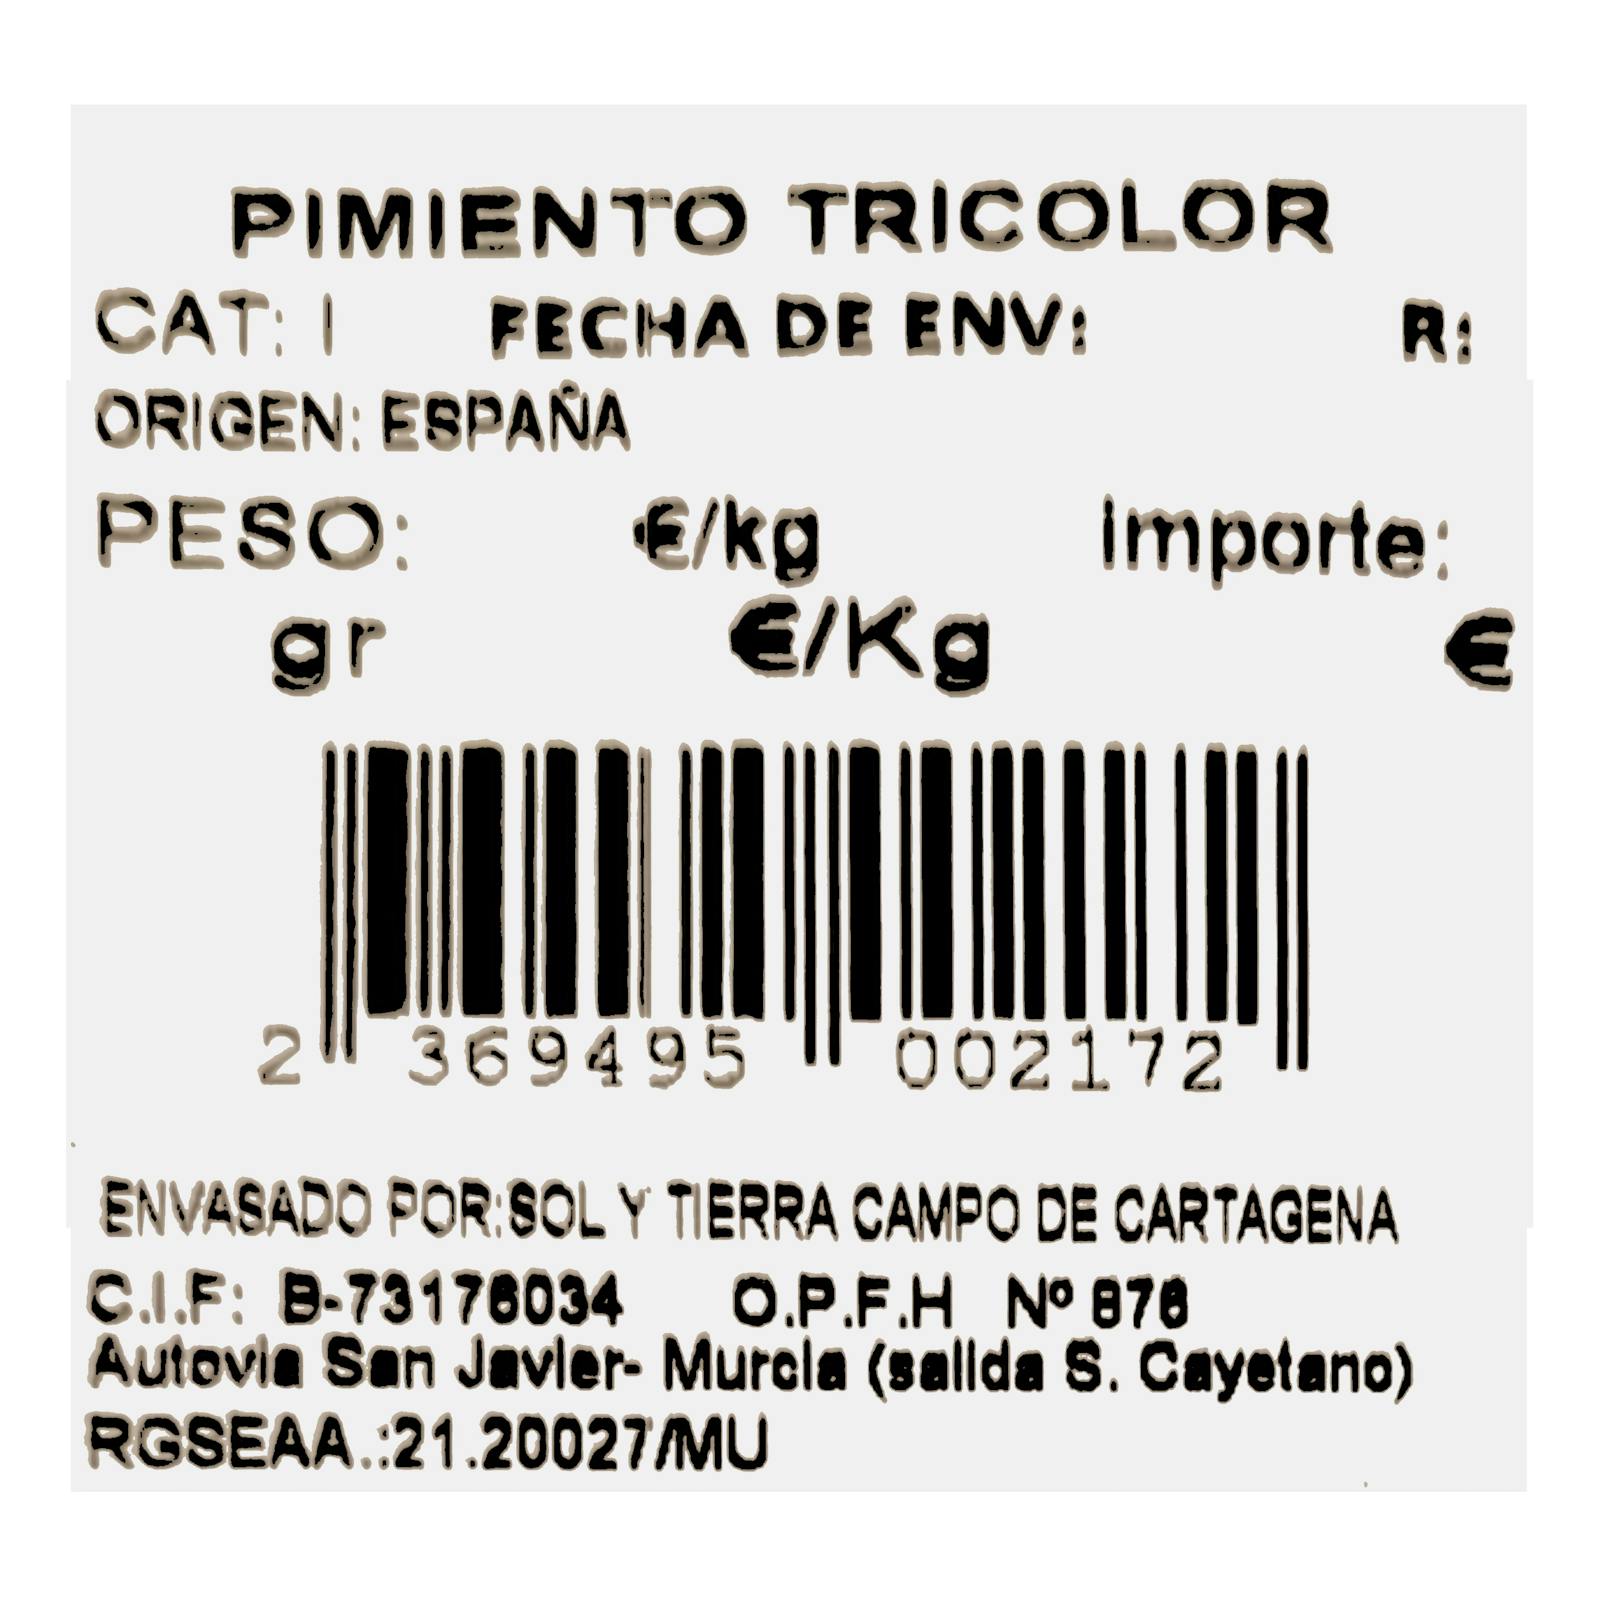 PIMIENTO TRICOLOR
CAT: I FECHA DE ENV: R:
ORIGEN: ESPAÑA
PESO: €/kg Importe:
gr €/Kg €
2 369495 002172
ENVASADO POR:SOL Y TIERRA CAMPO DE CARTAGENA
C.I.F: B-73176034 O.P.F.H Nº 876
Autovia San Javier- Murcia (salida S. Cayetano)
RGSEAA.:21.20027/MU